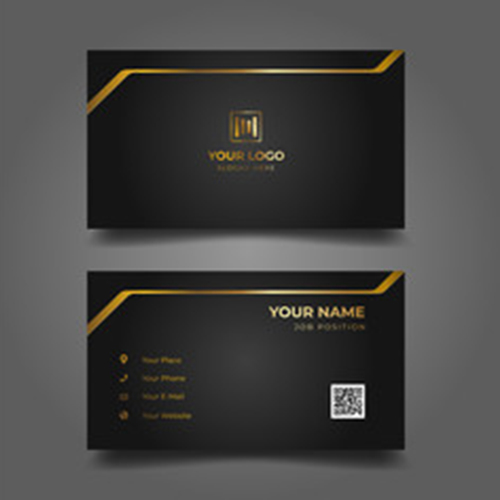 YOUR LOGO
SLOGAN HERE
YOUR NAME
JOB POSITION
Your Place
Your Phone
Your E Mail
Your Website